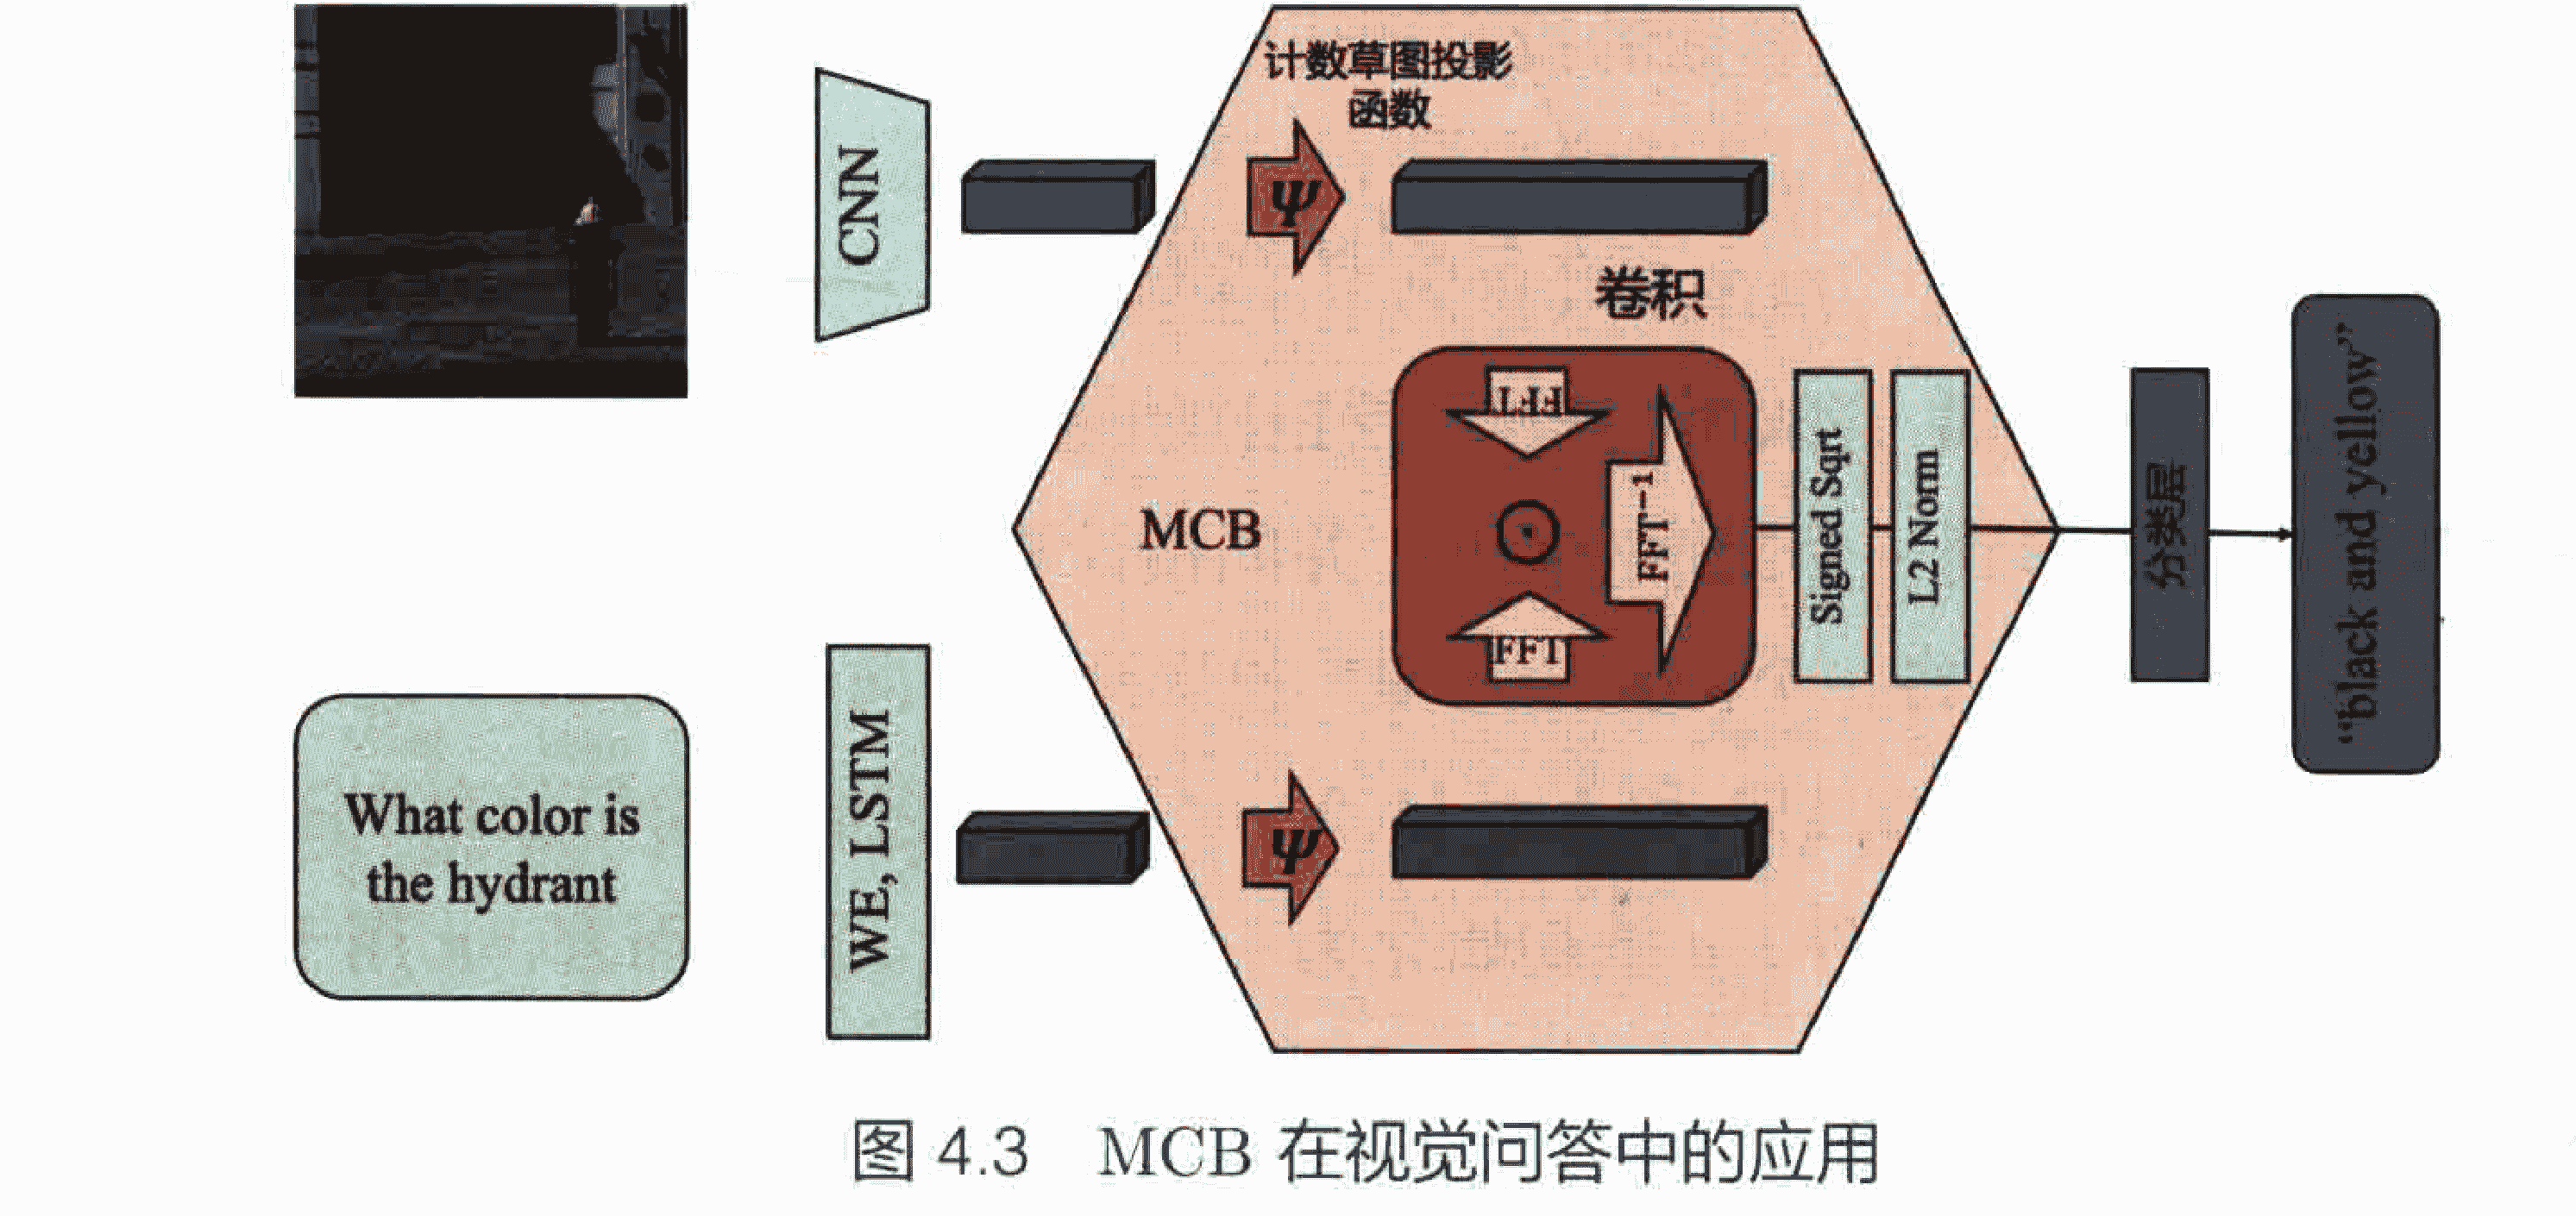 计数草图投影
函数
CNN
Ψ
卷积
FFT
FFT⁻¹
⊙
FFT
MCB
Signed Sqrt
L2 Norm
分类层
“black and yellow”
What color is
the hydrant
WE, LSTM
Ψ
图 4.3 MCB 在视觉问答中的应用